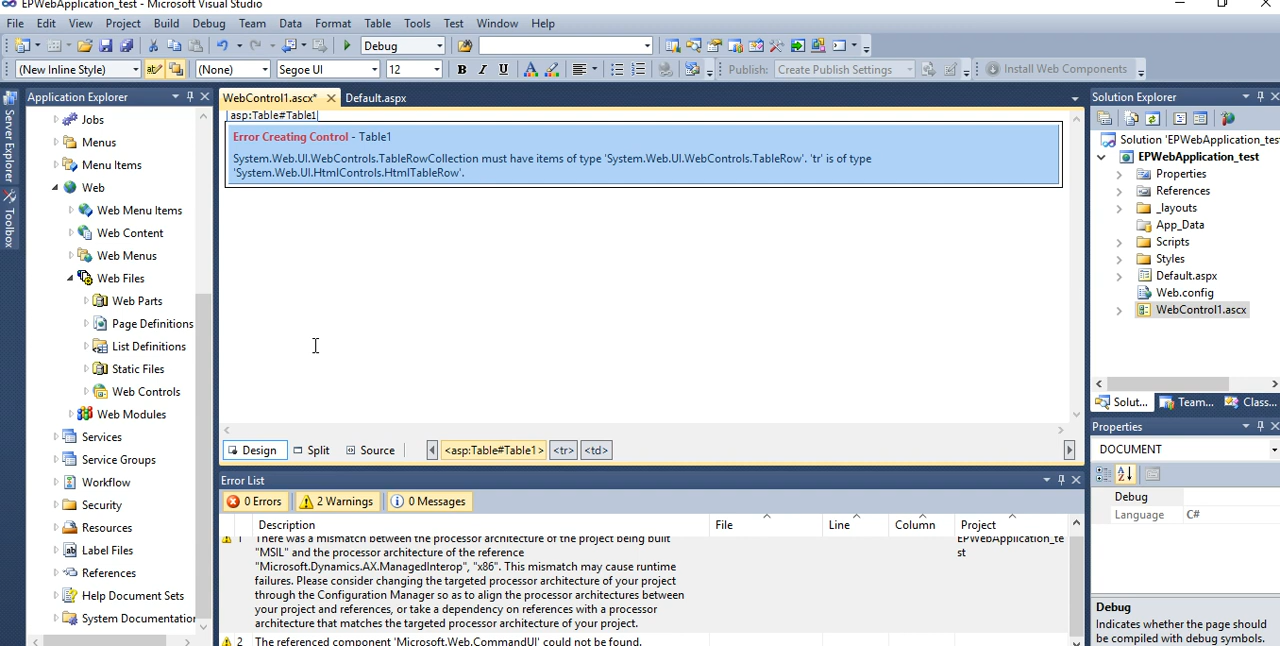 EPWebApplication_test - Microsoft Visual Studio
File Edit View Project Build Debug Team Data Format Table Tools Test Window Help
Debug
(New Inline Style) (None) Segoe UI 12 B I U A Publish: Create Publish Settings Install Web Components
Server Explorer
Toolbox
Application Explorer
Jobs
Menus
Menu Items
Web
Web Menu Items
Web Content
Web Menus
Web Files
Web Parts
Page Definitions
List Definitions
Static Files
Web Controls
Web Modules
Services
Service Groups
Workflow
Security
Resources
Label Files
References
Help Document Sets
System Documentation
WebControl1.ascx* Default.aspx
asp:Table#Table1
Error Creating Control - Table1
System.Web.UI.WebControls.TableRowCollection must have items of type 'System.Web.UI.WebControls.TableRow'. 'tr' is of type
'System.Web.UI.HtmlControls.HtmlTableRow'.
Design Split Source <asp:Table#Table1> <tr> <td>
Error List
0 Errors 2 Warnings 0 Messages
Description File Line Column Project
1 There was a mismatch between the processor architecture of the project being built EPWebApplication_te
"MSIL" and the processor architecture of the reference st
"Microsoft.Dynamics.AX.ManagedInterop", "x86". This mismatch may cause runtime
failures. Please consider changing the targeted processor architecture of your project
through the Configuration Manager so as to align the processor architectures between
your project and references, or take a dependency on references with a processor
architecture that matches the targeted processor architecture of your project.
2 The referenced component 'Microsoft.Web.CommandUI' could not be found.
Solution Explorer
Solution 'EPWebApplication_tes
EPWebApplication_test
Properties
References
_layouts
App_Data
Scripts
Styles
Default.aspx
Web.config
WebControl1.ascx
Solut... Team... Class...
Properties
DOCUMENT
Debug
Language C#
Debug
Indicates whether the page should
be compiled with debug symbols.